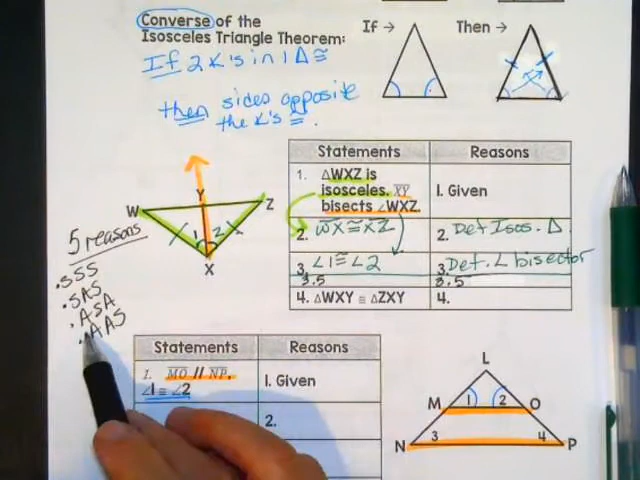 Converse of the
Isosceles Triangle Theorem:
If →
Then →
If 2 ∠'s in 1 △ ≅
then sides opposite
the ∠'s ≅.
Statements
Reasons
1. △WXZ is
isosceles. XY
bisects ∠WXZ.
1. Given
2. WX ≅ XZ
2. Def Isos. △
3. ∠1 ≅ ∠2
3. Def. ∠ bisector
3.5
3.5
4. △WXY ≅ △ZXY
4.
W
Y
Z
1
2
X
5 reasons
.SSS
.SAS
.ASA
.AAS
Statements
Reasons
1. MO // NP,
∠1 ≅ ∠2
1. Given
2.
L
M
1
2
O
N
3
4
P